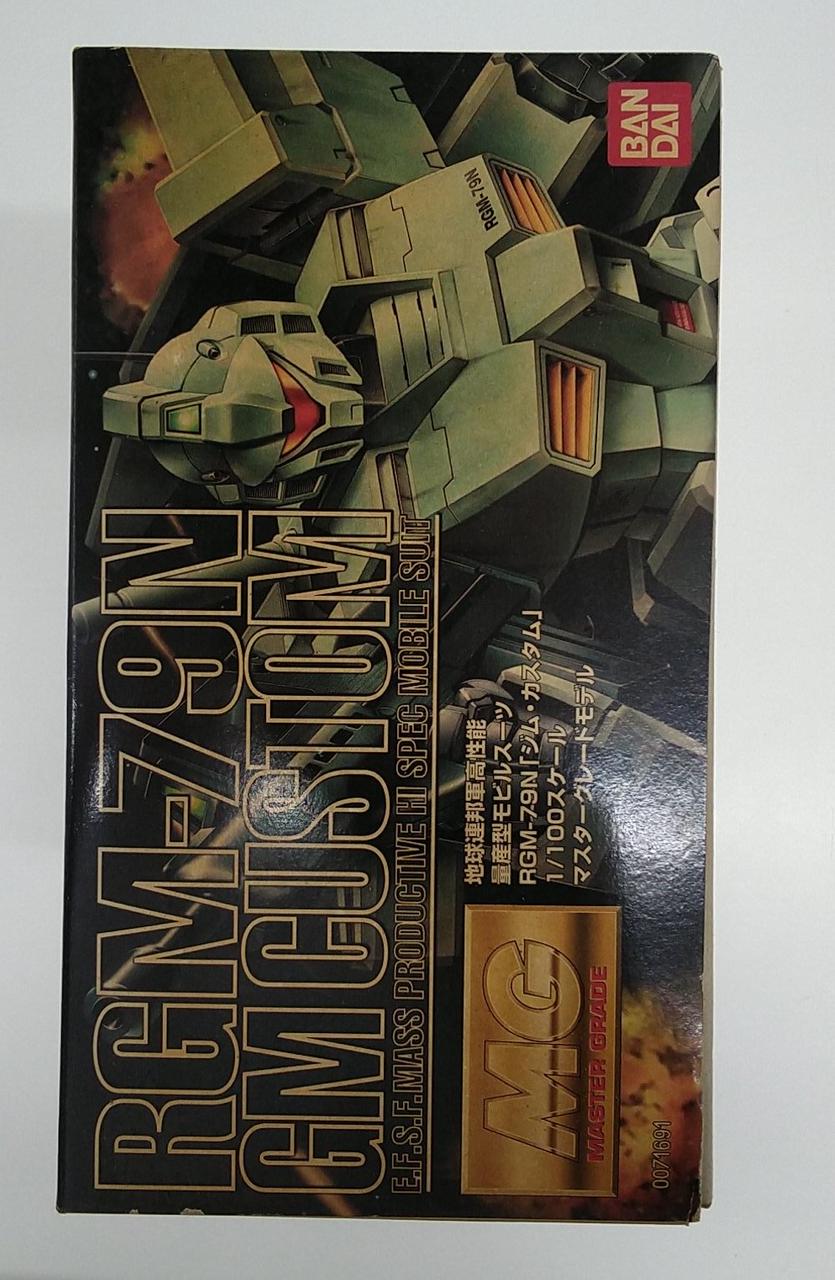 RGM-79N
GM CUSTOM
E.F.S.F. MASS PRODUCTIVE HI SPEC MOBILE SUIT
地球連邦軍高性能
量産型モビルスーツ
RGM-79N「ジム・カスタム」
1/100スケール
マスターグレードモデル
MG
MASTER GRADE
0071691
RGM-79N
BAN
DAI